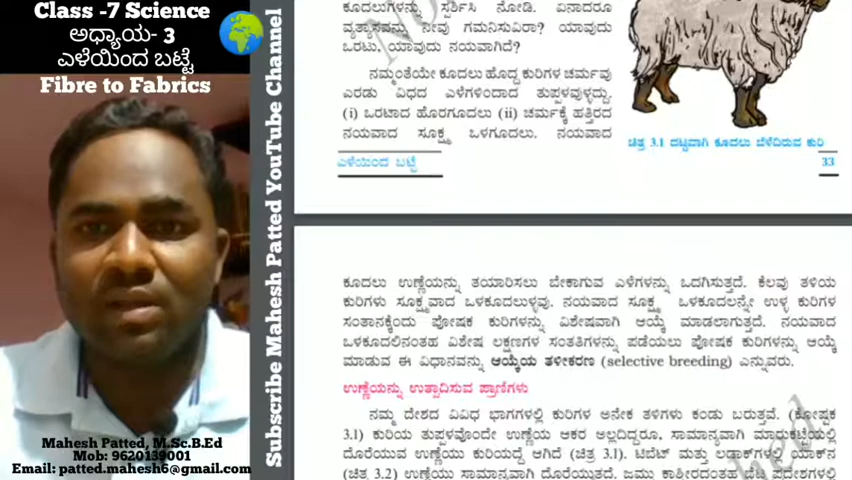 Class -7 Science
ಅಧ್ಯಾಯ- 3
ಎಳೆಯಿಂದ ಬಟ್ಟೆ
Fibre to Fabrics
Mahesh Patted, M.Sc.B.Ed
Mob: 9620139001
Email: patted.mahesh6@gmail.com
Subscribe Mahesh Patted YouTube Channel
ಕೂದಲುಗಳನ್ನು ಸ್ಪರ್ಶಿಸಿ ನೋಡಿ. ಏನಾದರೂ
ವ್ಯತ್ಯಾಸವನ್ನು ನೀವು ಗಮನಿಸುವಿರಾ? ಯಾವುದು
ಒರಟು, ಯಾವುದು ನಯವಾಗಿದೆ?
ನಮ್ಮಂತೆಯೇ ಕೂದಲು ಹೊದ್ದ ಕುರಿಗಳ ಚರ್ಮವು
ಎರಡು ವಿಧದ ಎಳೆಗಳಿಂದಾದ ತುಪ್ಪಳವುಳ್ಳದ್ದು.
(i) ಒರಟಾದ ಹೊರಗೂದಲು (ii) ಚರ್ಮಕ್ಕೆ ಹತ್ತಿರದ
ನಯವಾದ ಸೂಕ್ಷ್ಮ ಒಳಗೂದಲು. ನಯವಾದ
ಚಿತ್ರ 3.1 ದಟ್ಟವಾಗಿ ಕೂದಲು ಬೆಳೆದಿರುವ ಕುರಿ
ಎಳೆಯಿಂದ ಬಟ್ಟೆ
33
ಕೂದಲು ಉಣ್ಣೆಯನ್ನು ತಯಾರಿಸಲು ಬೇಕಾಗುವ ಎಳೆಗಳನ್ನು ಒದಗಿಸುತ್ತದೆ. ಕೆಲವು ತಳಿಯ
ಕುರಿಗಳು ಸೂಕ್ಷ್ಮವಾದ ಒಳಕೂದಲುಳ್ಳವು. ನಯವಾದ ಸೂಕ್ಷ್ಮ ಒಳಕೂದಲನ್ನೇ ಉಳ್ಳ ಕುರಿಗಳ
ಸಂತಾನಕ್ಕೆಂದು ಪೋಷಕ ಕುರಿಗಳನ್ನು ವಿಶೇಷವಾಗಿ ಆಯ್ಕೆ ಮಾಡಲಾಗುತ್ತದೆ. ನಯವಾದ
ಒಳಕೂದಲಿನಂತಹ ವಿಶೇಷ ಲಕ್ಷಣಗಳ ಸಂತತಿಗಳನ್ನು ಪಡೆಯಲು ಪೋಷಕ ಕುರಿಗಳನ್ನು ಆಯ್ಕೆ
ಮಾಡುವ ಈ ವಿಧಾನವನ್ನು ಆಯ್ಕೆಯ ತಳೀಕರಣ (selective breeding) ಎನ್ನುವರು.
ಉಣ್ಣೆಯನ್ನು ಉತ್ಪಾದಿಸುವ ಪ್ರಾಣಿಗಳು
ನಮ್ಮ ದೇಶದ ವಿವಿಧ ಭಾಗಗಳಲ್ಲಿ ಕುರಿಗಳ ಅನೇಕ ತಳಿಗಳು ಕಂಡು ಬರುತ್ತವೆ. (ಕೋಷ್ಟಕ
3.1) ಕುರಿಯ ತುಪ್ಪಳವೊಂದೇ ಉಣ್ಣೆಯ ಆಕರ ಅಲ್ಲದಿದ್ದರೂ, ಸಾಮಾನ್ಯವಾಗಿ ಮಾರುಕಟ್ಟೆಯಲ್ಲಿ
ದೊರೆಯುವ ಉಣ್ಣೆಯು ಕುರಿಯದ್ದೆ ಆಗಿದೆ (ಚಿತ್ರ 3.1). ಟಿಬೆಟ್ ಮತ್ತು ಲಡಾಕ್‌ಗಳಲ್ಲಿ ಯಾಕ್‌ನ
(ಚಿತ್ರ 3.2) ಉಣ್ಣೆಯು ಸಾಮಾನ್ಯವಾಗಿ ದೊರೆಯುತ್ತದೆ. ಜಮ್ಮು ಕಾಶ್ಮೀರದಂತಹ ಬೆಟ್ಟ ಪ್ರದೇಶಗಳಲ್ಲಿ